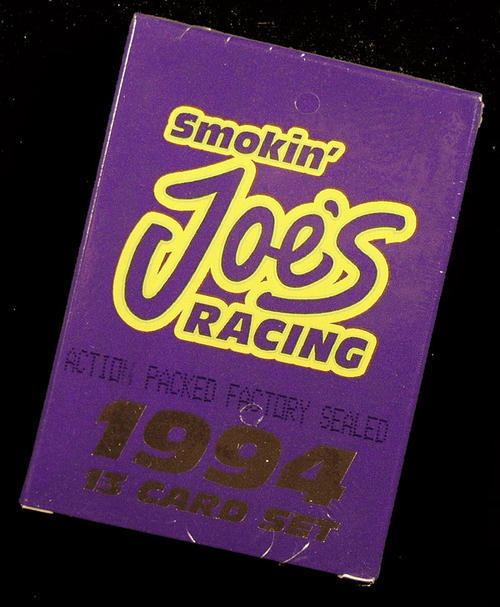 Smokin'
Joe's
RACING
ACTION PACKED FACTORY SEALED
1994
13 CARD SET